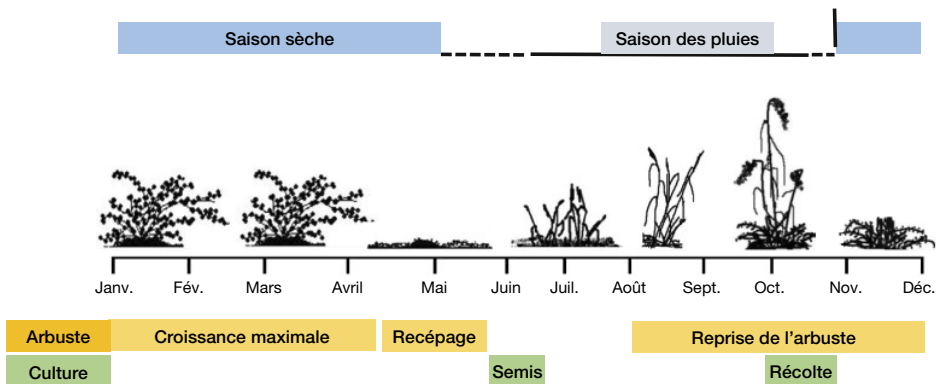 Saison sèche Saison des pluies
Janv. Fév. Mars Avril Mai Juin Juil. Août Sept. Oct. Nov. Déc.
Arbuste Croissance maximale Recépage Reprise de l’arbuste
Culture Semis Récolte